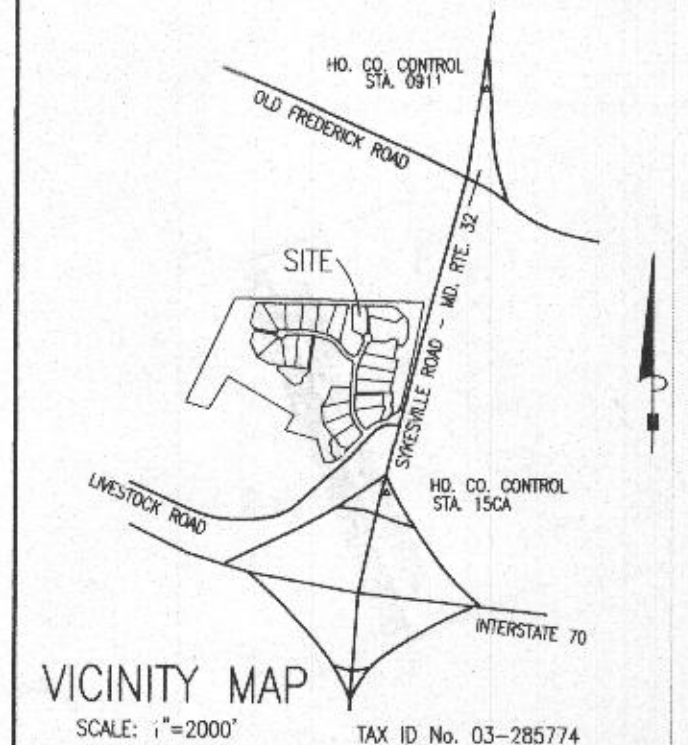 HO. CO. CONTROL
STA. 0911
OLD FREDERICK ROAD
SITE
SYKESVILLE ROAD - MD. RTE. 32
HO. CO. CONTROL
STA. 15CA
LIVESTOCK ROAD
INTERSTATE 70
VICINITY MAP
SCALE: 1"=2000'
TAX ID No. 03-285774